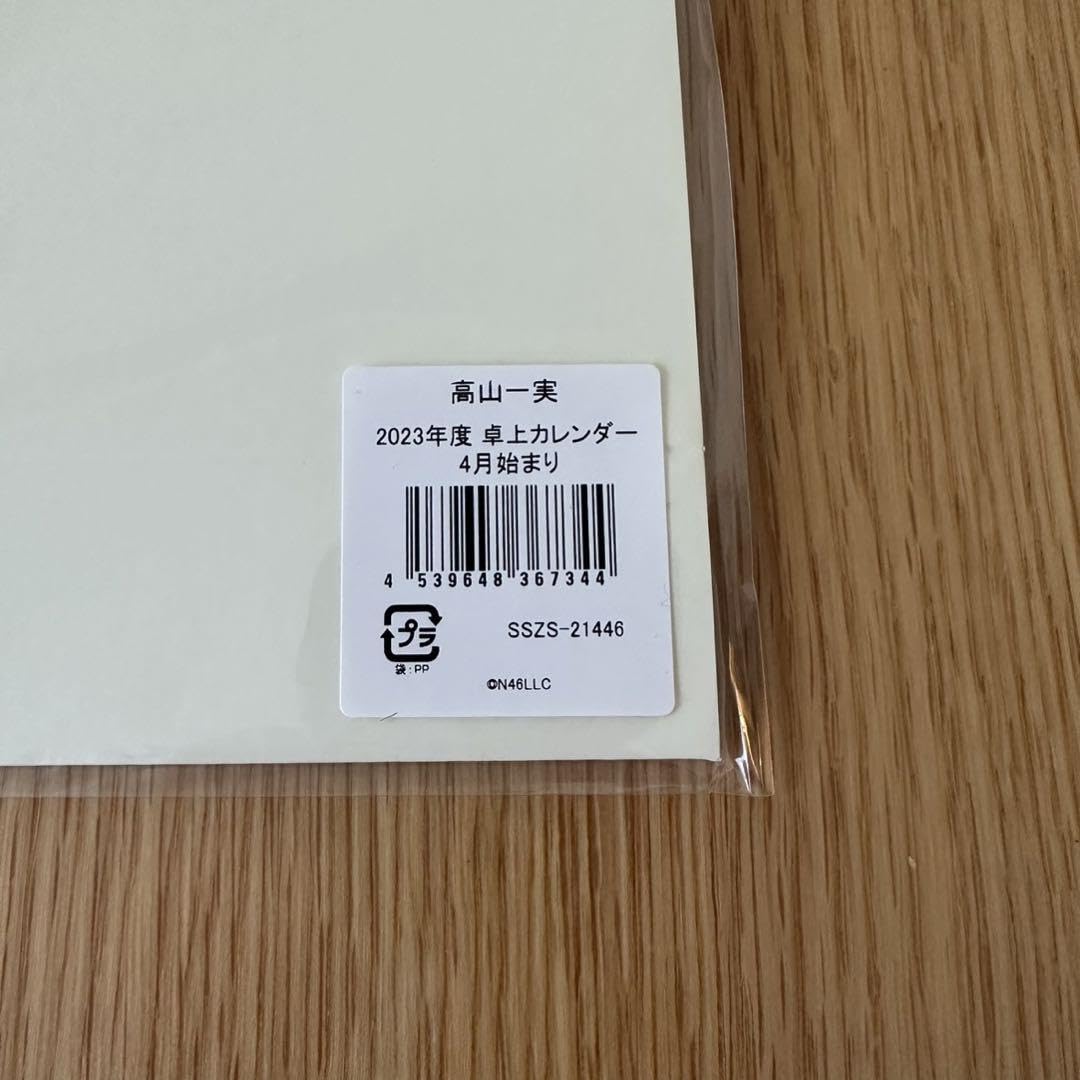 高山一実
2023年度 卓上カレンダー
4月始まり
4 539648 367344
プラ
袋:PP
SSZS-21446
©N46LLC